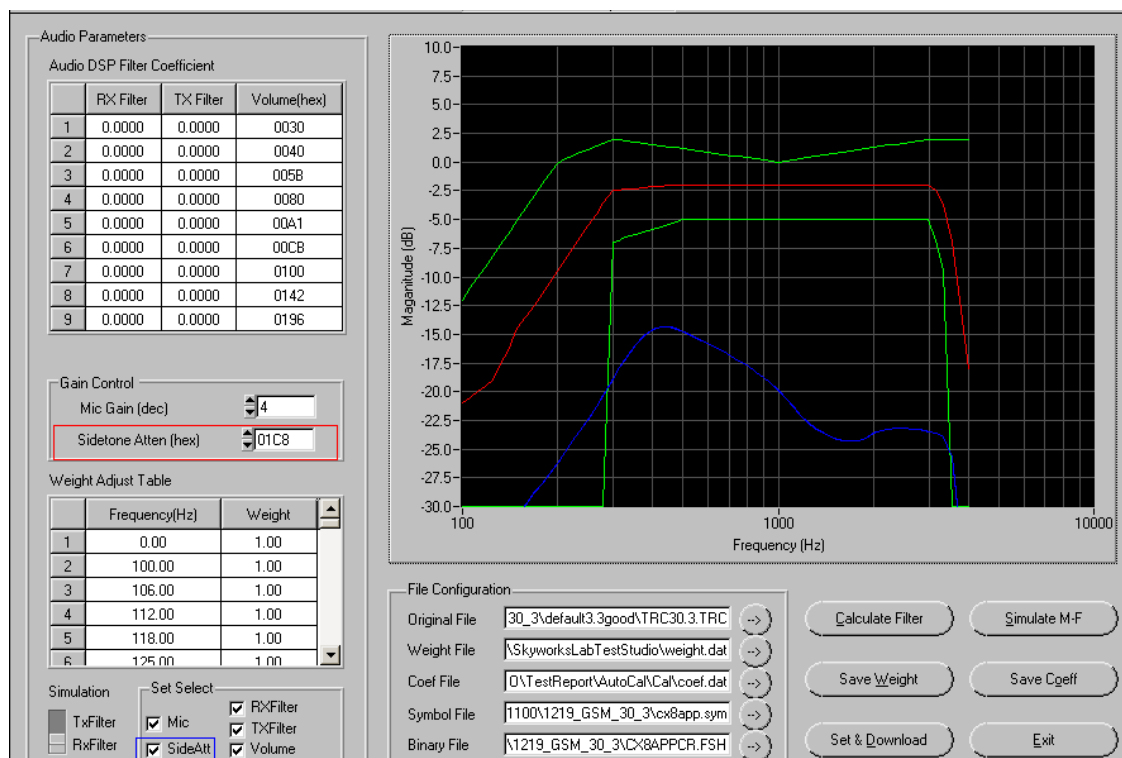 Audio Parameters
Audio DSP Filter Coefficient
RX Filter TX Filter Volume(hex)
1 0.0000 0.0000 0030
2 0.0000 0.0000 0040
3 0.0000 0.0000 005B
4 0.0000 0.0000 0080
5 0.0000 0.0000 00A1
6 0.0000 0.0000 00CB
7 0.0000 0.0000 0100
8 0.0000 0.0000 0142
9 0.0000 0.0000 0196
Gain Control
Mic Gain (dec) 4
Sidetone Atten (hex) 01C8
Weight Adjust Table
Frequency(Hz) Weight
1 0.00 1.00
2 100.00 1.00
3 106.00 1.00
4 112.00 1.00
5 118.00 1.00
6 125.00 1.00
Simulation
TxFilter
RxFilter
Set Select
Mic
SideAtt
RXFilter
TXFilter
Volume
Maganitude (dB)
10.0
7.5
5.0
2.5
0.0
-2.5
-5.0
-7.5
-10.0
-12.5
-15.0
-17.5
-20.0
-22.5
-25.0
-27.5
-30.0
100 1000 10000
Frequency (Hz)
File Configuration
Original File 30_3\default3.3good\TRC30.3.TRC -->
Weight File \SkyworksLabTestStudio\weight.dat -->
Coef File O\TestReport\AutoCal\Cal\coef.dat -->
Symbol File 1100\1219_GSM_30_3\cx8app.sym -->
Binary File \1219_GSM_30_3\CX8APPCR.FSH -->
Calculate Filter Simulate M-F
Save Weight Save Coeff
Set & Download Exit